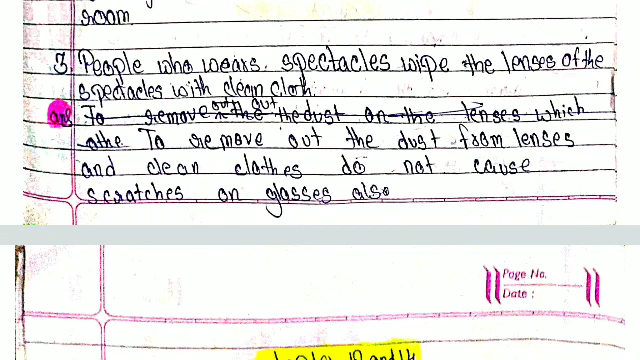 room
3. People who wears. spectacles wipe the lenses of the
spectacles with clean cloth.
ans To remove the dust on the lenses which
To remove out the dust from lenses
and clean clothes do not cause
scratches on glasses also
Page No.
Date :
and 14